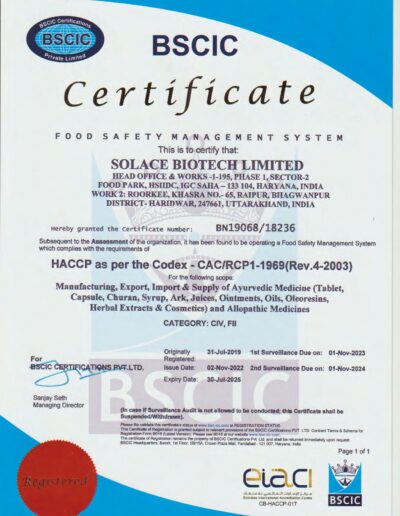 BSCIC Certifications
BSCIC
Private Limited
BSCIC
Certificate
FOOD SAFETY MANAGEMENT SYSTEM
This is to certify that:
SOLACE BIOTECH LIMITED
HEAD OFFICE & WORKS -1-195, PHASE 1, SECTOR-2
FOOD PARK, HSIIDC, IGC SAHA – 133 104, HARYANA, INDIA
WORK 2: ROORKEE, KHASRA NO.- 65, RAIPUR, BHAGWANPUR
DISTRICT- HARIDWAR, 247661, UTTARAKHAND, INDIA
Hereby granted the Certificate Number: BN19068/18236
Subsequent to the Assessment of the organization, it has been found to be operating a Food Safety Management System
which complies with the requirements of
HACCP as per the Codex - CAC/RCP1-1969(Rev.4-2003)
For the following scope:
Manufacturing, Export, Import & Supply of Ayurvedic Medicine (Tablet,
Capsule, Churan, Syrup, Ark, Juices, Ointments, Oils, Oleoresins,
Herbal Extracts & Cosmetics) and Allopathic Medicines
CATEGORY: CIV, FII
Originally Registered: 31-Jul-2019 1st Surveillance Due on: 01-Nov-2023
Issue Date: 02-Nov-2022 2nd Surveillance Due on: 01-Nov-2024
Expiry Date: 30-Jul-2025
For
BSCIC CERTIFICATIONS PVT.LTD.
Sanjay Seth
Managing Director
BSCIC
(In case if Surveillance Audit is not allowed to be conducted; this Certificate shall be
Suspended/Withdrawn).
Page 1 of 1
Registered
eiaci
CB-HACCP-017
BSCIC